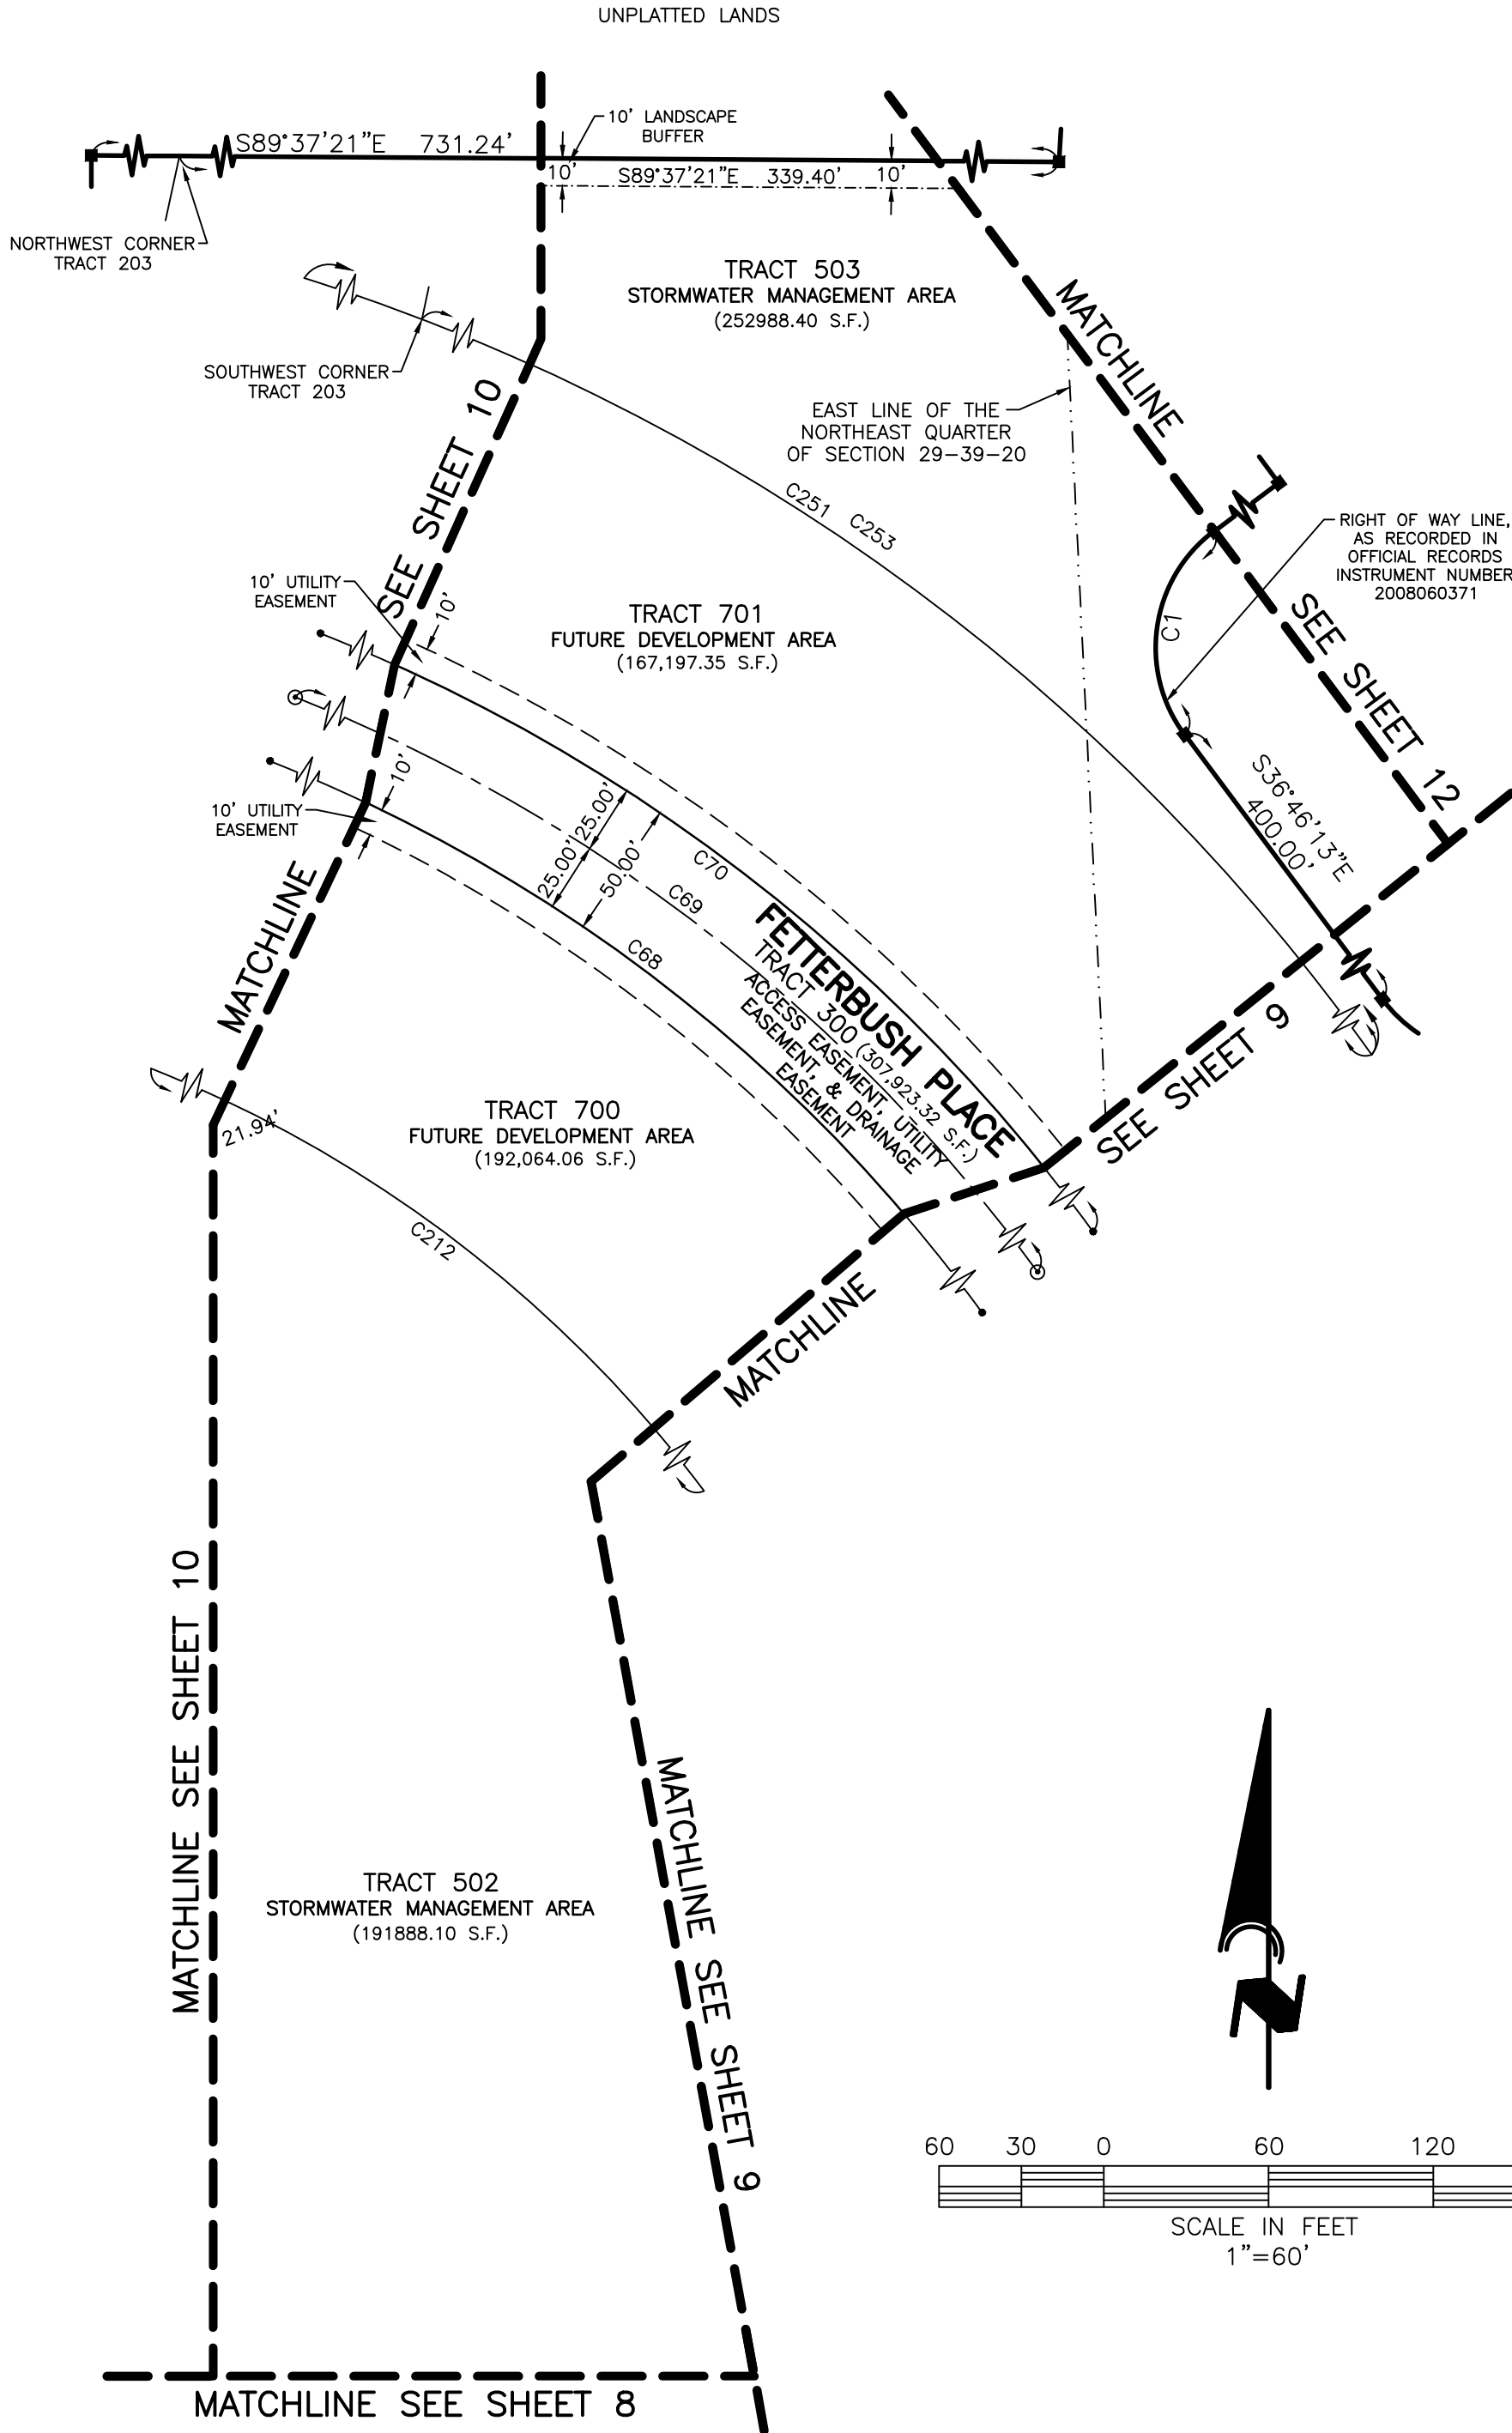 UNPLATTED LANDS
S89°37'21"E 731.24'
10' LANDSCAPE
BUFFER
10'
S89°37'21"E 339.40'
10'
NORTHWEST CORNER
TRACT 203
TRACT 503
STORMWATER MANAGEMENT AREA
(252988.40 S.F.)
MATCHLINE
SOUTHWEST CORNER
TRACT 203
SEE SHEET 10
EAST LINE OF THE
NORTHEAST QUARTER
OF SECTION 29-39-20
C251 C253
RIGHT OF WAY LINE,
AS RECORDED IN
OFFICIAL RECORDS
INSTRUMENT NUMBER
2008060371
C1
SEE SHEET 12
10' UTILITY
EASEMENT
10'
TRACT 701
FUTURE DEVELOPMENT AREA
(167,197.35 S.F.)
S36°46'13"E
400.00'
10'
10' UTILITY
EASEMENT
25.00'
25.00'
50.00'
C70
C69
C68
MATCHLINE
FETTERBUSH PLACE
TRACT 300 (307,923.32 S.F.)
ACCESS EASEMENT, UTILITY
EASEMENT, & DRAINAGE
EASEMENT
SEE SHEET 9
21.94'
TRACT 700
FUTURE DEVELOPMENT AREA
(192,064.06 S.F.)
C212
MATCHLINE
MATCHLINE SEE SHEET 10
MATCHLINE SEE SHEET 9
TRACT 502
STORMWATER MANAGEMENT AREA
(191888.10 S.F.)
N
60 30 0 60 120
SCALE IN FEET
1"=60'
MATCHLINE SEE SHEET 8